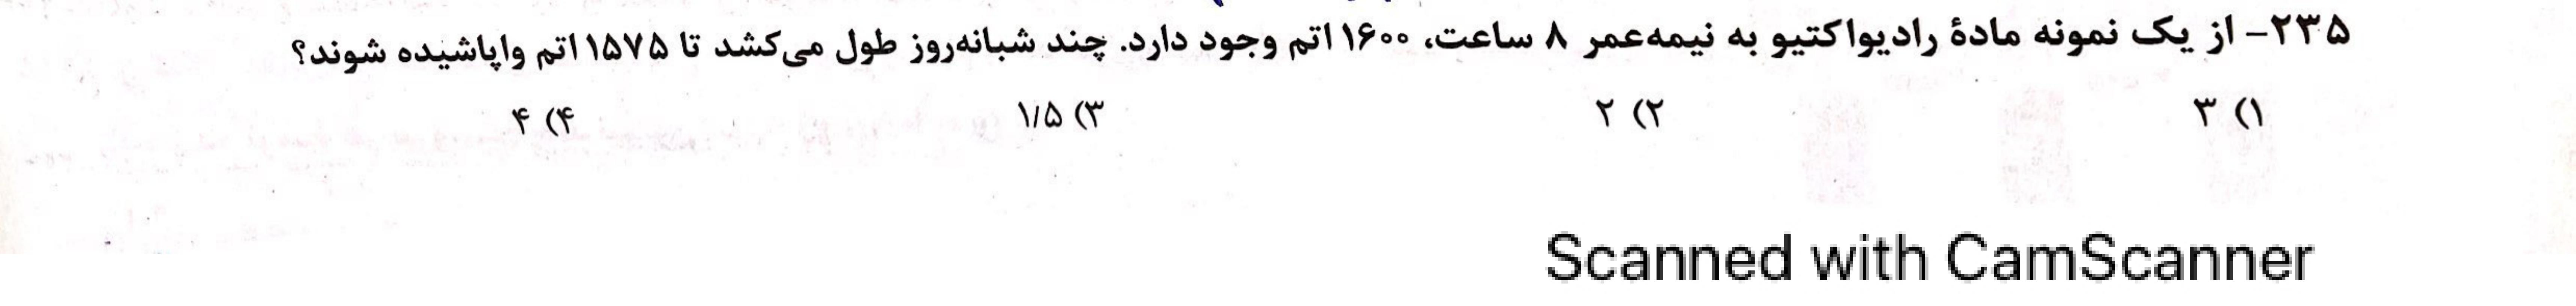 ۲۳۵- از یک نمونه مادهٔ رادیواکتیو به نیمه‌عمر ۸ ساعت، ۱۶۰۰ اتم وجود دارد. چند شبانه‌روز طول می‌کشد تا ۱۵۷۵ اتم واپاشیده شوند؟
۱) ۳ ۲) ۲ ۳) ۱/۵ ۴) ۴
Scanned with CamScanner